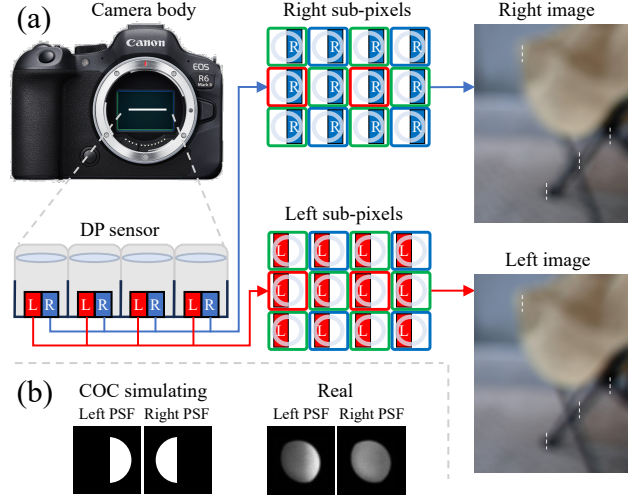 (a)
Camera body
Right sub-pixels
Right image
Canon
EOS
R6
Mark II
R R R R
R R R R
R R R R
DP sensor
Left sub-pixels
Left image
L R L R L R L R
L L L L
L L L L
L L L L
(b)
COC simulating
Real
Left PSF Right PSF
Left PSF Right PSF